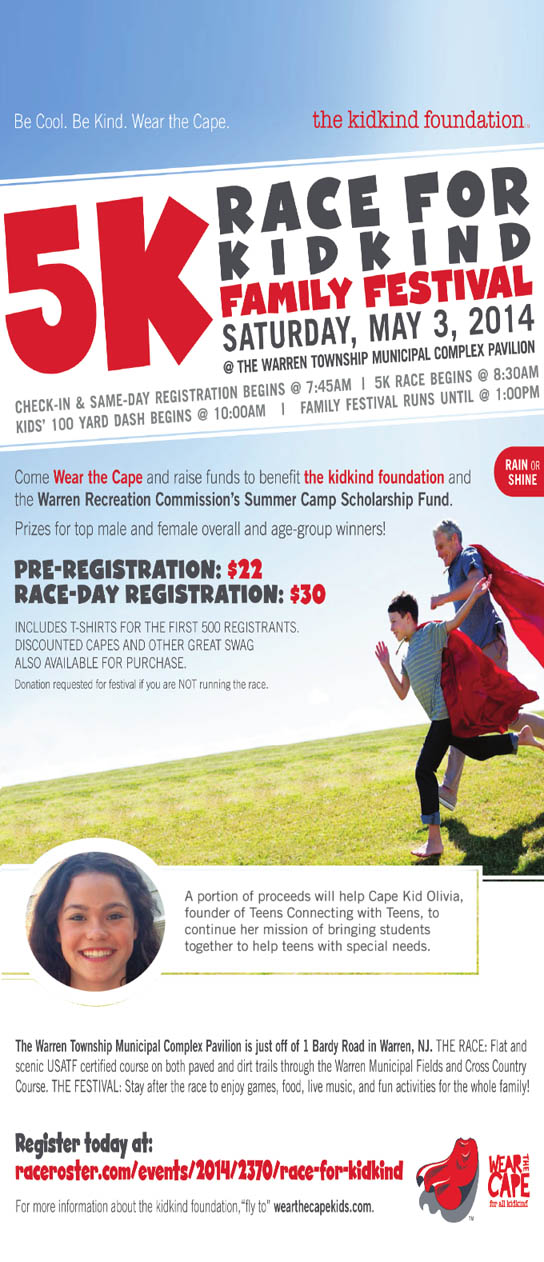 Be Cool. Be Kind. Wear the Cape.
the kidkind foundation™
5K
RACE FOR
KIDKIND
FAMILY FESTIVAL
SATURDAY, MAY 3, 2014
@ THE WARREN TOWNSHIP MUNICIPAL COMPLEX PAVILION
CHECK-IN & SAME-DAY REGISTRATION BEGINS @ 7:45AM | 5K RACE BEGINS @ 8:30AM
KIDS' 100 YARD DASH BEGINS @ 10:00AM | FAMILY FESTIVAL RUNS UNTIL @ 1:00PM
RAIN OR
SHINE
Come Wear the Cape and raise funds to benefit the kidkind foundation and
the Warren Recreation Commission's Summer Camp Scholarship Fund.
Prizes for top male and female overall and age-group winners!
PRE-REGISTRATION: $22
RACE-DAY REGISTRATION: $30
INCLUDES T-SHIRTS FOR THE FIRST 500 REGISTRANTS.
DISCOUNTED CAPES AND OTHER GREAT SWAG
ALSO AVAILABLE FOR PURCHASE.
Donation requested for festival if you are NOT running the race.
A portion of proceeds will help Cape Kid Olivia,
founder of Teens Connecting with Teens, to
continue her mission of bringing students
together to help teens with special needs.
The Warren Township Municipal Complex Pavilion is just off of 1 Bardy Road in Warren, NJ. THE RACE: Flat and
scenic USATF certified course on both paved and dirt trails through the Warren Municipal Fields and Cross Country
Course. THE FESTIVAL: Stay after the race to enjoy games, food, live music, and fun activities for the whole family!
Register today at:
raceroster.com/events/2014/2370/race-for-kidkind
For more information about the kidkind foundation,"fly to" wearthecapekids.com.
™
WEAR THE
CAPE
for all kidkind